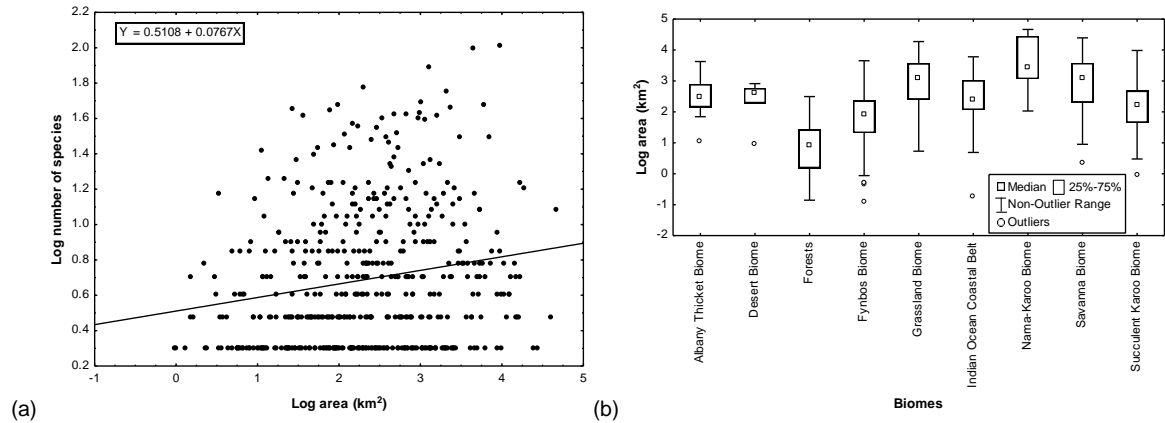 Y = 0.5108 + 0.0767X
Log number of species
2.2
2.0
1.8
1.6
1.4
1.2
1.0
0.8
0.6
0.4
0.2
-1 0 1 2 3 4 5
Log area (km²)
(a)
Log area (km²)
5
4
3
2
1
0
-1
-2
Median 25%-75%
Non-Outlier Range
Outliers
Albany Thicket Biome
Desert Biome
Forests
Fynbos Biome
Grassland Biome
Indian Ocean Coastal Belt
Nama-Karoo Biome
Savanna Biome
Succulent Karoo Biome
Biomes
(b)